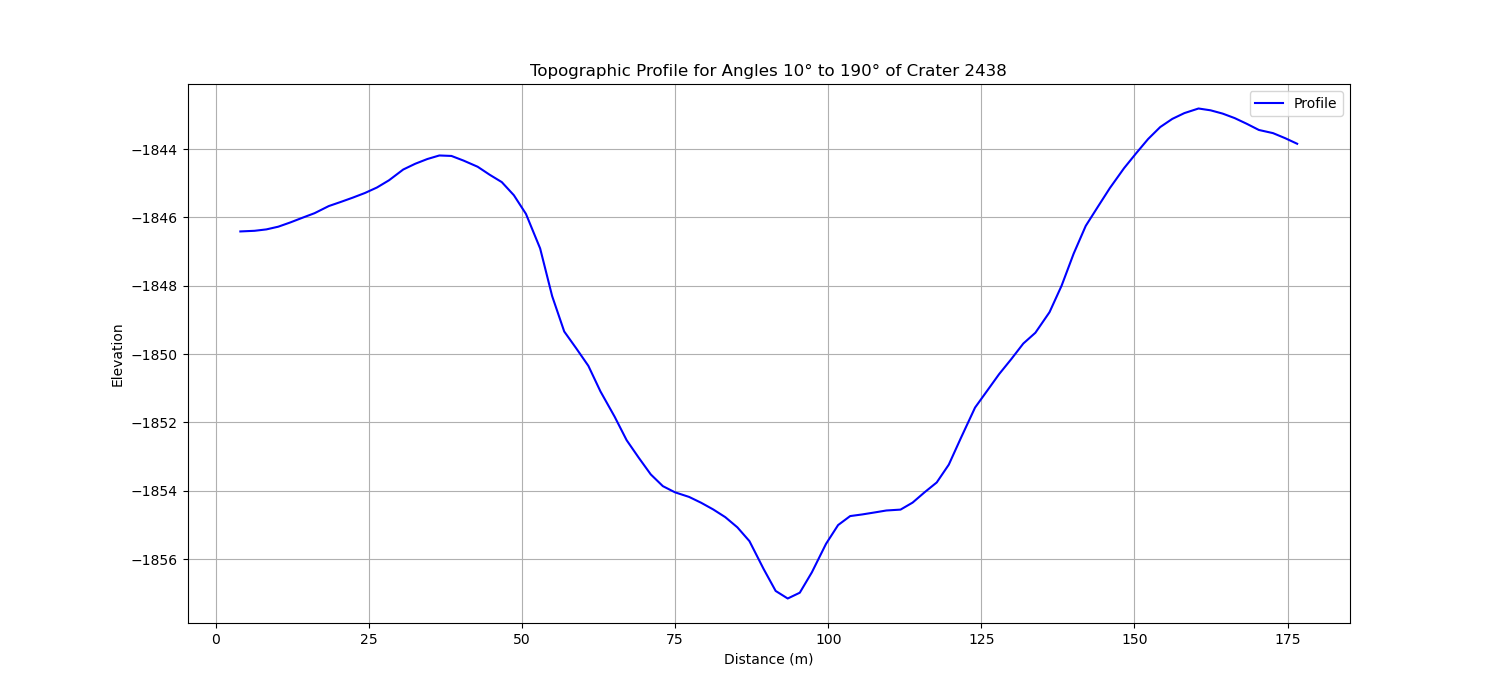 Topographic Profile for Angles 10° to 190° of Crater 2438
Profile
−1844
−1846
−1848
−1850
−1852
−1854
−1856
Elevation
0 25 50 75 100 125 150 175
Distance (m)